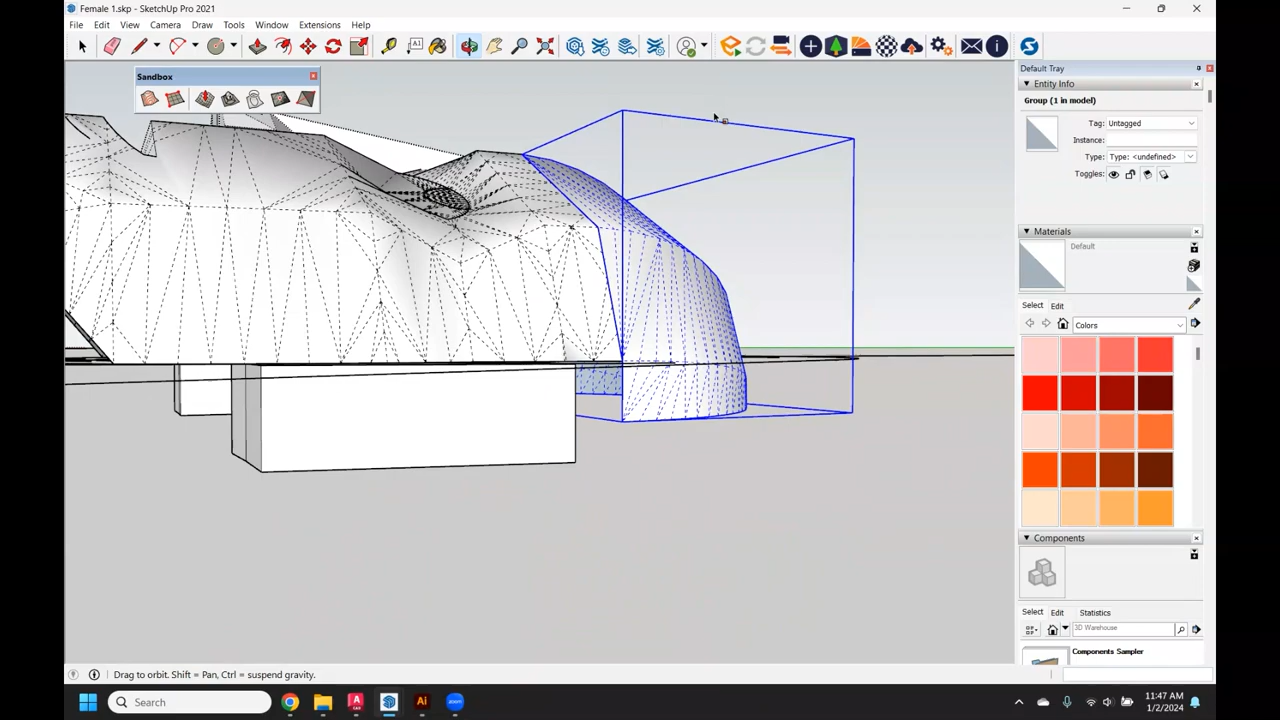 Female 1.skp - SketchUp Pro 2021
File Edit View Camera Draw Tools Window Extensions Help
Sandbox
Default Tray
Entity Info
Group (1 in model)
Tag: Untagged
Instance:
Type: Type: <undefined>
Toggles:
Materials
Default
Select Edit
Colors
Components
Select Edit Statistics
3D Warehouse
Components Sampler
Drag to orbit. Shift = Pan, Ctrl = suspend gravity.
Search
11:47 AM
1/2/2024